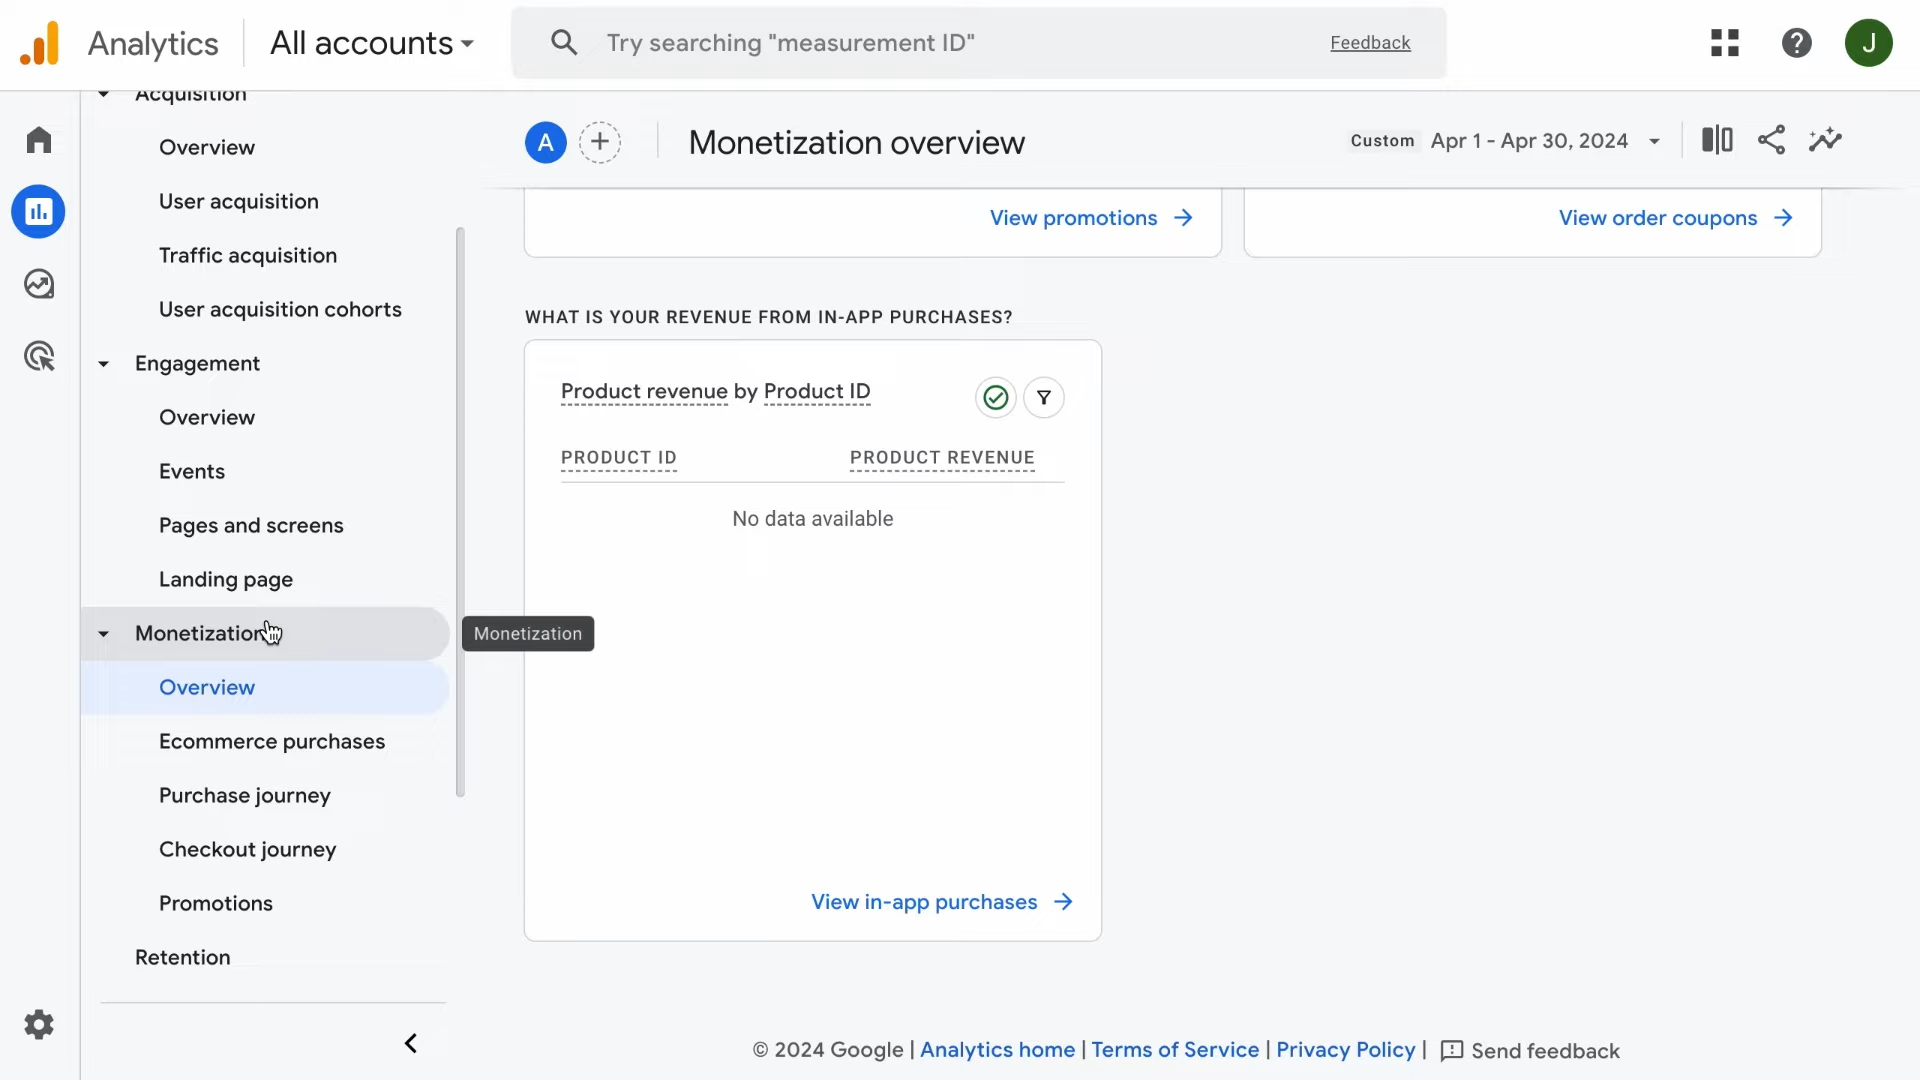 Analytics
All accounts
Try searching "measurement ID"
Feedback
J
Acquisition
Overview
User acquisition
Traffic acquisition
User acquisition cohorts
Engagement
Overview
Events
Pages and screens
Landing page
Monetization
Overview
Ecommerce purchases
Purchase journey
Checkout journey
Promotions
Retention
Monetization
A
Monetization overview
Custom Apr 1 - Apr 30, 2024
View promotions
View order coupons
WHAT IS YOUR REVENUE FROM IN-APP PURCHASES?
Product revenue by Product ID
PRODUCT ID PRODUCT REVENUE
No data available
View in-app purchases
© 2024 Google | Analytics home | Terms of Service | Privacy Policy | Send feedback